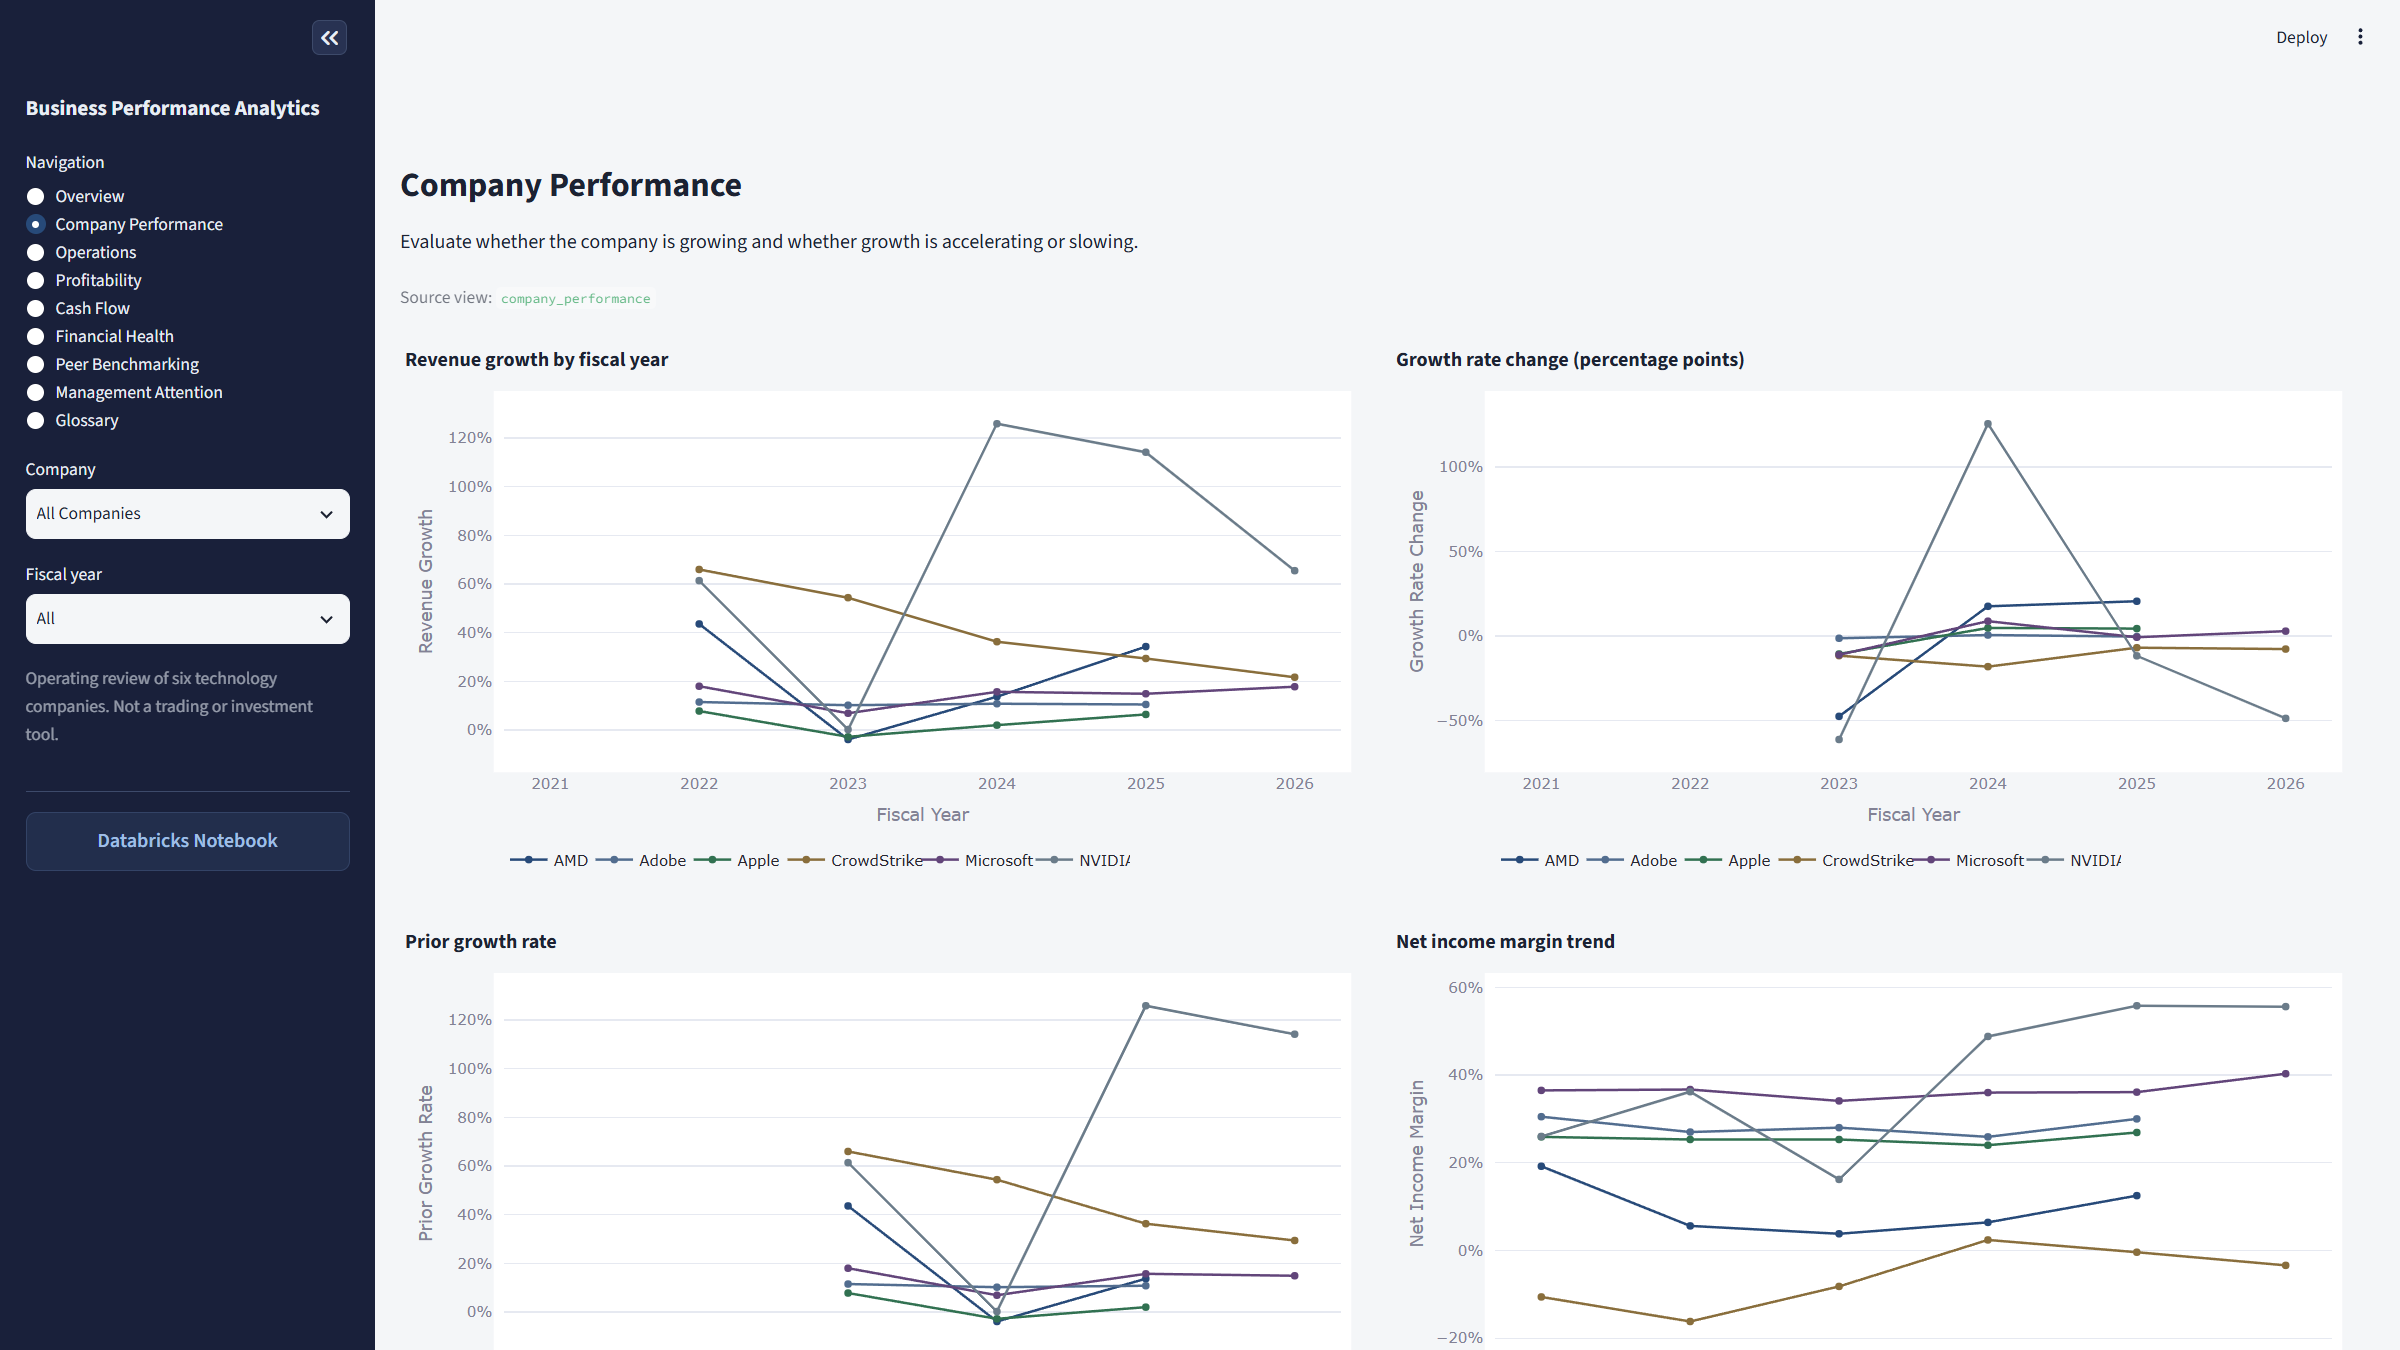 Deploy
Business Performance Analytics
Navigation
Overview
Company Performance
Operations
Profitability
Cash Flow
Financial Health
Peer Benchmarking
Management Attention
Glossary
Company
All Companies
Fiscal year
All
Operating review of six technology
companies. Not a trading or investment
tool.
Databricks Notebook
Company Performance
Evaluate whether the company is growing and whether growth is accelerating or slowing.
Source view: company_performance
Revenue growth by fiscal year
120%
100%
80%
60%
40%
20%
0%
Revenue Growth
2021 2022 2023 2024 2025 2026
Fiscal Year
AMD Adobe Apple CrowdStrike Microsoft NVIDIA
Growth rate change (percentage points)
100%
50%
0%
−50%
Growth Rate Change
2021 2022 2023 2024 2025 2026
Fiscal Year
AMD Adobe Apple CrowdStrike Microsoft NVIDIA
Prior growth rate
120%
100%
80%
60%
40%
20%
0%
Prior Growth Rate
Net income margin trend
60%
40%
20%
0%
−20%
Net Income Margin